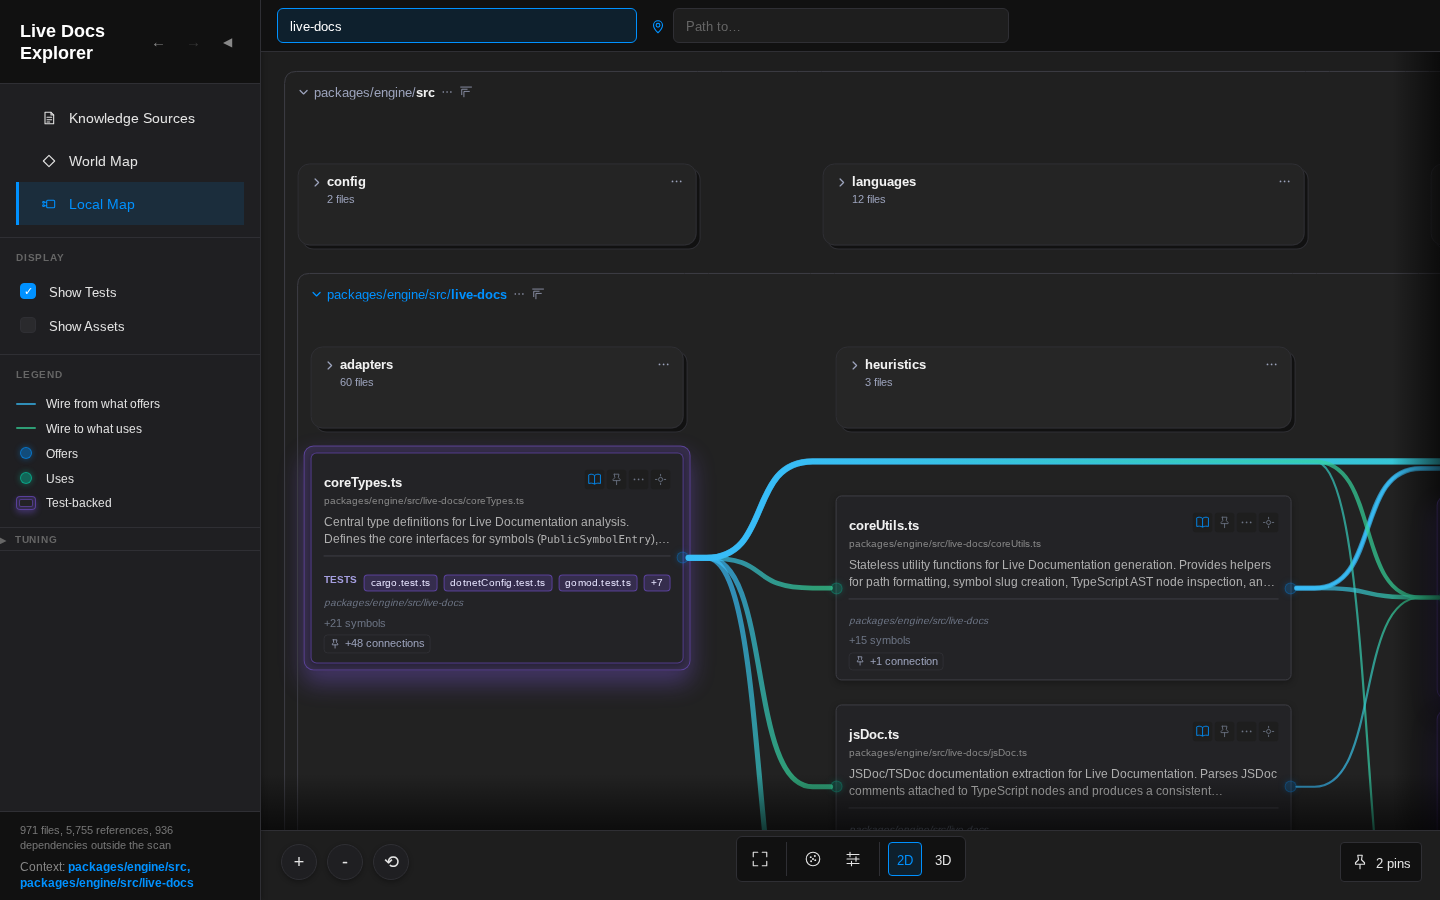 Live Docs
Explorer
← → ◀
live-docs
Path to...
Knowledge Sources
World Map
Local Map
DISPLAY
✓ Show Tests
Show Assets
LEGEND
Wire from what offers
Wire to what uses
Offers
Uses
Test-backed
▶ TUNING
971 files, 5,755 references, 936
dependencies outside the scan
Context: packages/engine/src,
packages/engine/src/live-docs
packages/engine/src ···
config ···
2 files
languages ···
12 files
packages/engine/src/live-docs ···
adapters ···
60 files
heuristics ···
3 files
coreTypes.ts
packages/engine/src/live-docs/coreTypes.ts
Central type definitions for Live Documentation analysis.
Defines the core interfaces for symbols (PublicSymbolEntry),…
TESTS cargo.test.ts dotnetConfig.test.ts gomod.test.ts +7
packages/engine/src/live-docs
+21 symbols
+48 connections
coreUtils.ts
packages/engine/src/live-docs/coreUtils.ts
Stateless utility functions for Live Documentation generation. Provides helpers
for path formatting, symbol slug creation, TypeScript AST node inspection, an…
packages/engine/src/live-docs
+15 symbols
+1 connection
jsDoc.ts
packages/engine/src/live-docs/jsDoc.ts
JSDoc/TSDoc documentation extraction for Live Documentation. Parses JSDoc
comments attached to TypeScript nodes and produces a consistent…
packages/engine/src/live-docs
+ - ⟲
2D 3D
2 pins